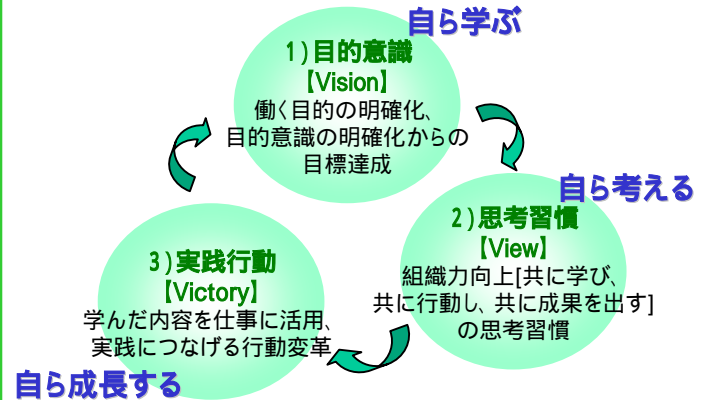 自ら学ぶ
1)目的意識
【Vision】
働く目的の明確化、
目的意識の明確化からの
目標達成
自ら考える
2)思考習慣
【View】
組織力向上[共に学び、
共に行動し、共に成果を出す]
の思考習慣
3)実践行動
【Victory】
学んだ内容を仕事に活用、
実践につなげる行動変革
自ら成長する